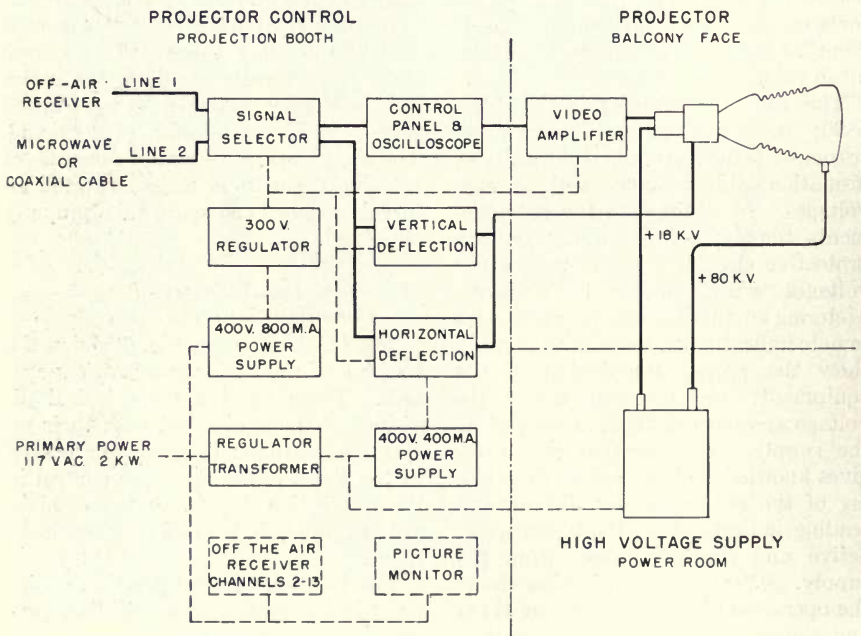 PROJECTOR CONTROL
PROJECTION BOOTH
PROJECTOR
BALCONY FACE
OFF-AIR
RECEIVER
LINE 1
MICROWAVE
OR
COAXIAL CABLE
LINE 2
SIGNAL
SELECTOR
CONTROL
PANEL &
OSCILLOSCOPE
VIDEO
AMPLIFIER
300 V.
REGULATOR
VERTICAL
DEFLECTION
+18 K.V.
+80 K.V.
400V. 800 M.A.
POWER
SUPPLY
HORIZONTAL
DEFLECTION
PRIMARY POWER
117 V AC 2 KW.
REGULATOR
TRANSFORMER
400V. 400 M.A.
POWER
SUPPLY
HIGH VOLTAGE SUPPLY
POWER ROOM
OFF THE AIR
RECEIVER
CHANNELS 2-13
PICTURE
MONITOR